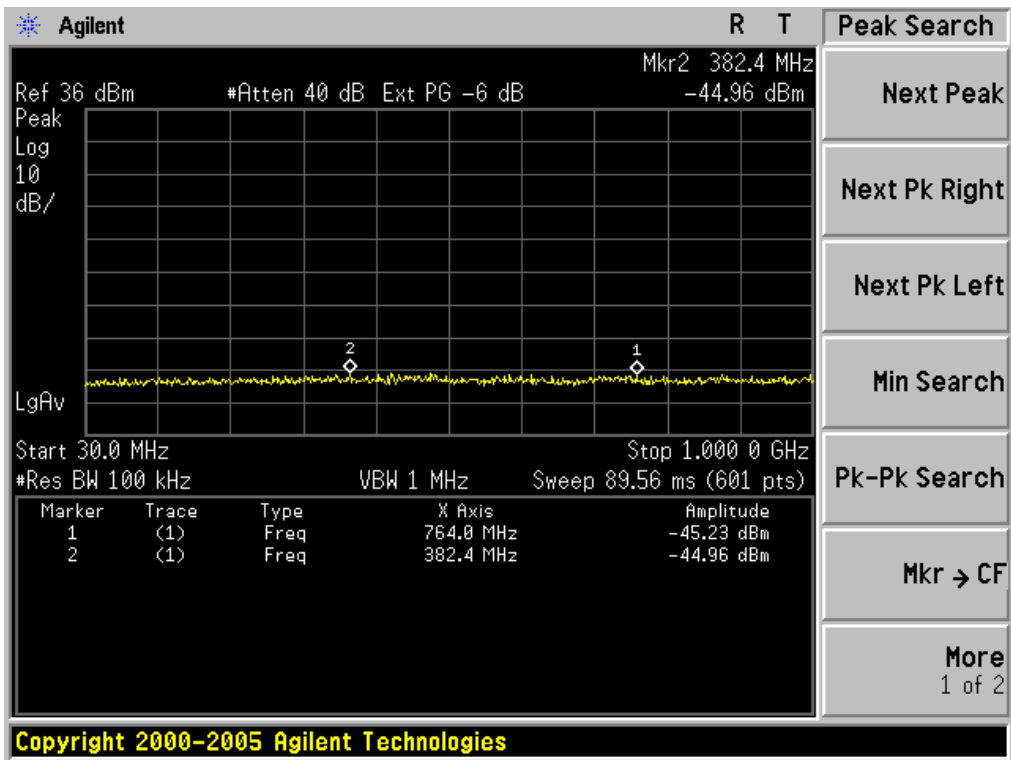 Agilent R T
Peak Search
Mkr2 382.4 MHz
Ref 36 dBm #Atten 40 dB Ext PG -6 dB -44.96 dBm
Peak
Log
10
dB/
2 1
LgAv
Start 30.0 MHz Stop 1.000 0 GHz
#Res BW 100 kHz VBW 1 MHz Sweep 89.56 ms (601 pts)
Marker Trace Type X Axis Amplitude
1 (1) Freq 764.0 MHz -45.23 dBm
2 (1) Freq 382.4 MHz -44.96 dBm
Next Peak
Next Pk Right
Next Pk Left
Min Search
Pk-Pk Search
Mkr → CF
More
1 of 2
Copyright 2000-2005 Agilent Technologies